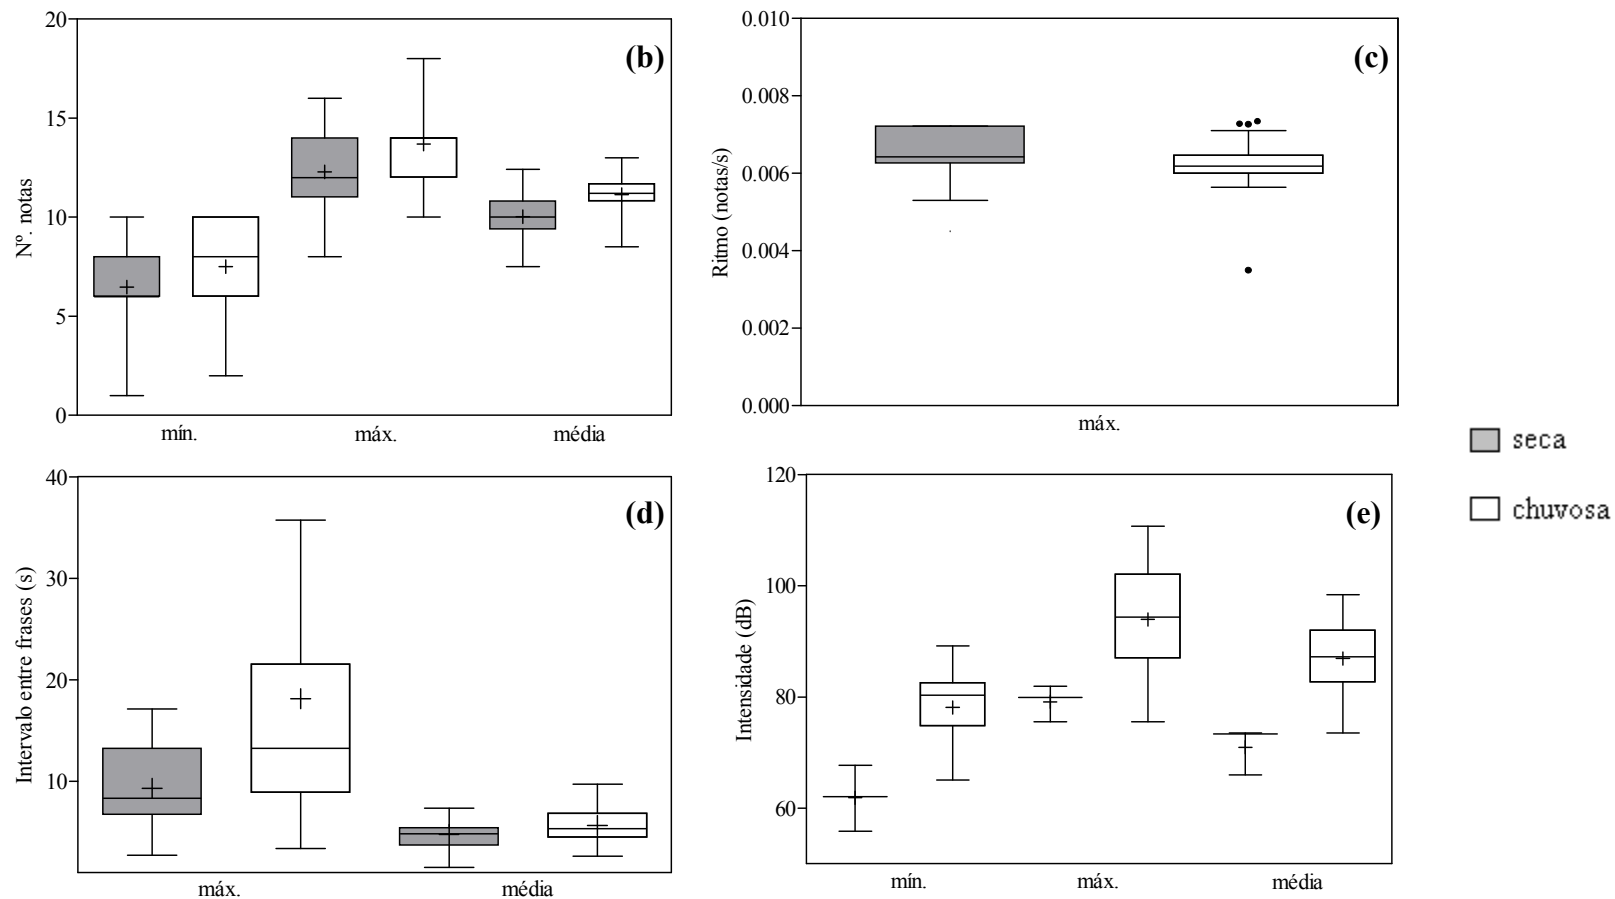 20
15
10
5
0
Nº. notas
(b)
mín.
máx.
média
0.010
0.008
0.006
0.004
0.002
0.000
Ritmo (notas/s)
(c)
máx.
seca
chuvosa
40
30
20
10
Intervalo entre frases (s)
(d)
máx.
média
120
100
80
60
Intensidade (dB)
(e)
mín.
máx.
média